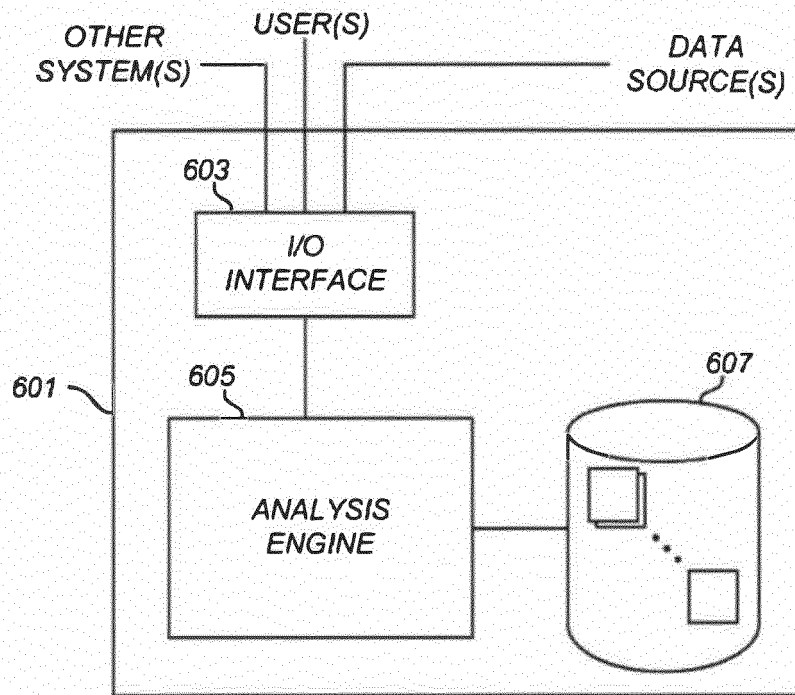 OTHER
SYSTEM(S)
USER(S)
DATA
SOURCE(S)
603
I/O
INTERFACE
601
605
607
ANALYSIS
ENGINE